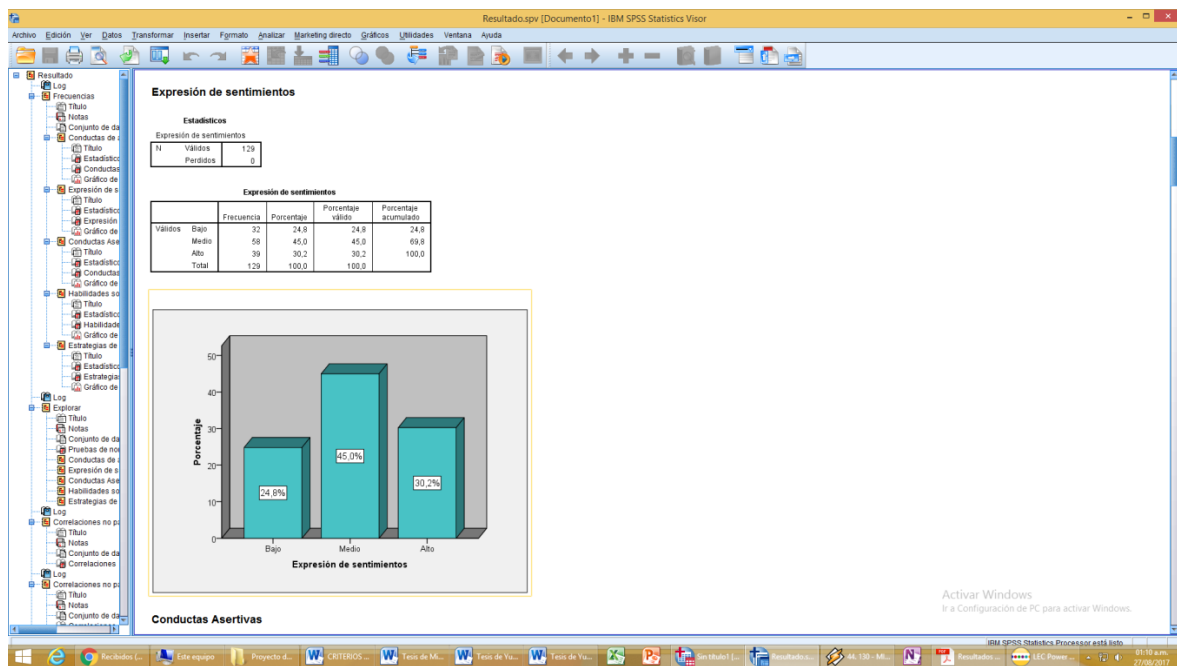 Resultado.spv [Documento1] - IBM SPSS Statistics Visor
Archivo Edición Ver Datos Transformar Insertar Formato Analizar Marketing directo Gráficos Utilidades Ventana Ayuda
Resultado
Log
Frecuencias
Título
Notas
Conjunto de da
Conductas de a
Título
Estadístico
Conductas
Gráfico de
Expresión de s
Título
Estadístico
Expresión
Gráfico de
Conductas Ase
Título
Estadístico
Conductas
Gráfico de
Habilidades so
Título
Estadístico
Habilidade
Gráfico de
Estrategias de
Título
Estadístico
Estrategias
Gráfico de
Log
Explorar
Título
Notas
Conjunto de da
Pruebas de nor
Conductas de a
Expresión de s
Conductas Ase
Habilidades so
Estrategias de
Log
Correlaciones no pa
Título
Notas
Conjunto de da
Correlaciones
Log
Correlaciones no pa
Título
Notas
Conjunto de da
Expresión de sentimientos
Estadísticos
Expresión de sentimientos
N Válidos 129
Perdidos 0
Expresión de sentimientos
Frecuencia Porcentaje Porcentaje válido Porcentaje acumulado
Válidos Bajo 32 24,8 24,8 24,8
Medio 58 45,0 45,0 69,8
Alto 39 30,2 30,2 100,0
Total 129 100,0 100,0
Porcentaje
50
40
30
20
10
0
24,8%
45,0%
30,2%
Bajo Medio Alto
Expresión de sentimientos
Conductas Asertivas
Activar Windows
Ir a Configuración de PC para activar Windows.
IBM SPSS Statistics Processor está listo
Recibidos (... Este equipo Proyecto d... CRITERIOS ... Tesis de Mi... Tesis de Yu... Tesis de Yu... Sin título1 [... Resultado.s... 44. 130 - MI... Resultados ... LEC Power ...
01:10 a.m.
27/08/2017